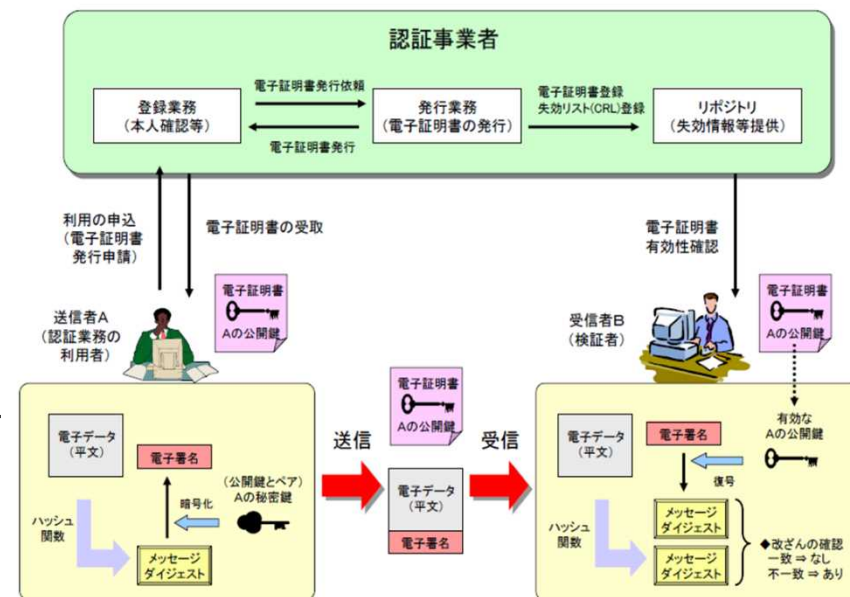 認証事業者
登録業務
（本人確認等）
電子証明書発行依頼
電子証明書発行
発行業務
（電子証明書の発行）
電子証明書登録
失効リスト(CRL)登録
リポジトリ
（失効情報等提供）
利用の申込
（電子証明書
発行申請）
電子証明書の受取
電子証明書
有効性確認
送信者A
（認証業務の
利用者）
電子証明書
Aの公開鍵
受信者B
（検証者）
電子証明書
Aの公開鍵
電子データ
（平文）
電子署名
暗号化
（公開鍵とペア）
Aの秘密鍵
ハッシュ
関数
メッセージ
ダイジェスト
送信
電子証明書
Aの公開鍵
電子データ
（平文）
電子署名
受信
電子データ
（平文）
電子署名
有効な
Aの公開鍵
復号
ハッシュ
関数
メッセージ
ダイジェスト
メッセージ
ダイジェスト
◆改ざんの確認
一致 ⇒ なし
不一致 ⇒ あり